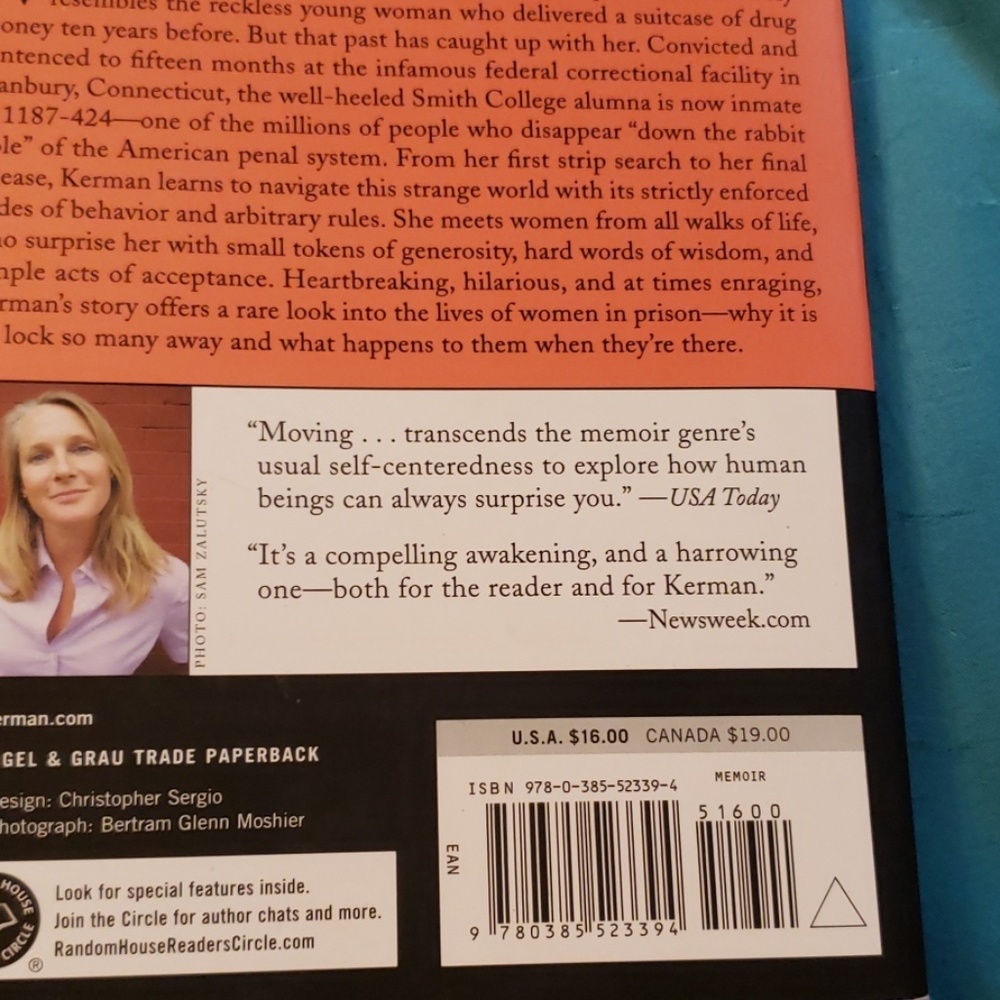 resembles the reckless young woman who delivered a suitcase of drug
oney ten years before. But that past has caught up with her. Convicted and
ntenced to fifteen months at the infamous federal correctional facility in
anbury, Connecticut, the well-heeled Smith College alumna is now inmate
1187-424—one of the millions of people who disappear “down the rabbit
le” of the American penal system. From her first strip search to her final
ease, Kerman learns to navigate this strange world with its strictly enforced
des of behavior and arbitrary rules. She meets women from all walks of life,
o surprise her with small tokens of generosity, hard words of wisdom, and
mple acts of acceptance. Heartbreaking, hilarious, and at times enraging,
rman’s story offers a rare look into the lives of women in prison—why it is
lock so many away and what happens to them when they’re there.
PHOTO: SAM ZALUTSKY
“Moving . . . transcends the memoir genre’s
usual self-centeredness to explore how human
beings can always surprise you.” —USA Today
“It’s a compelling awakening, and a harrowing
one—both for the reader and for Kerman.”
—Newsweek.com
erman.com
GEL & GRAU TRADE PAPERBACK
esign: Christopher Sergio
hotograph: Bertram Glenn Moshier
HOUSE
CIRCLE
®
Look for special features inside.
Join the Circle for author chats and more.
RandomHouseReadersCircle.com
U.S.A. $16.00 CANADA $19.00
MEMOIR
ISBN 978-0-385-52339-4
51600
EAN
9 780385 523394